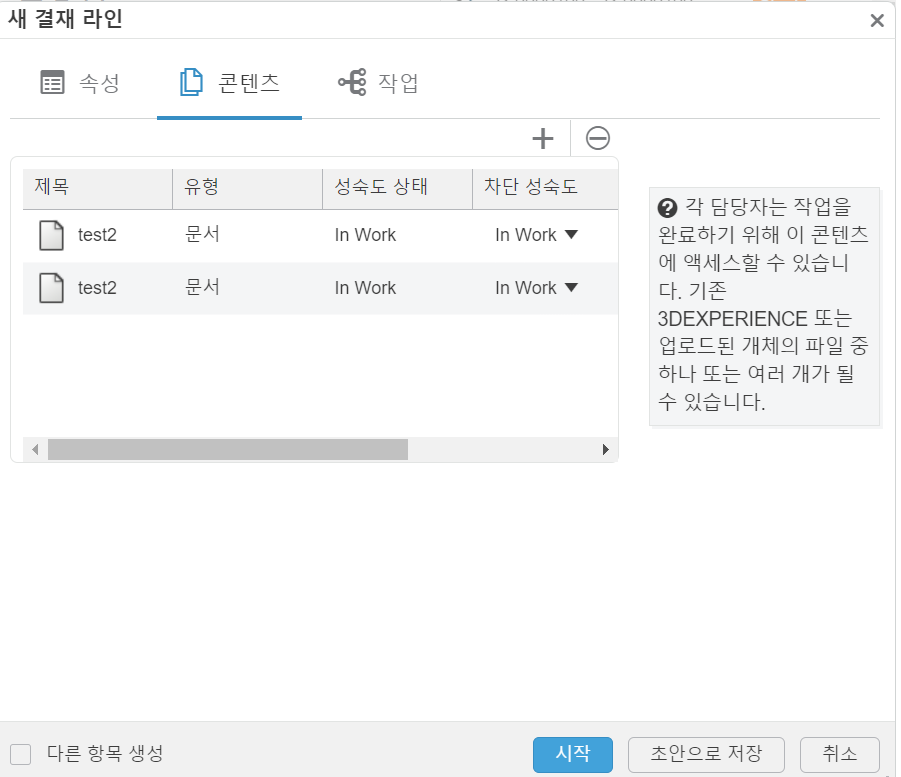 새 결재 라인
속성 콘텐츠 작업
제목 유형 성숙도 상태 차단 성숙도
test2 문서 In Work In Work
test2 문서 In Work In Work
각 담당자는 작업을
완료하기 위해 이 콘텐츠
에 액세스할 수 있습니
다. 기존
3DEXPERIENCE 또는
업로드된 개체의 파일 중
하나 또는 여러 개가 될
수 있습니다.
다른 항목 생성 시작 초안으로 저장 취소